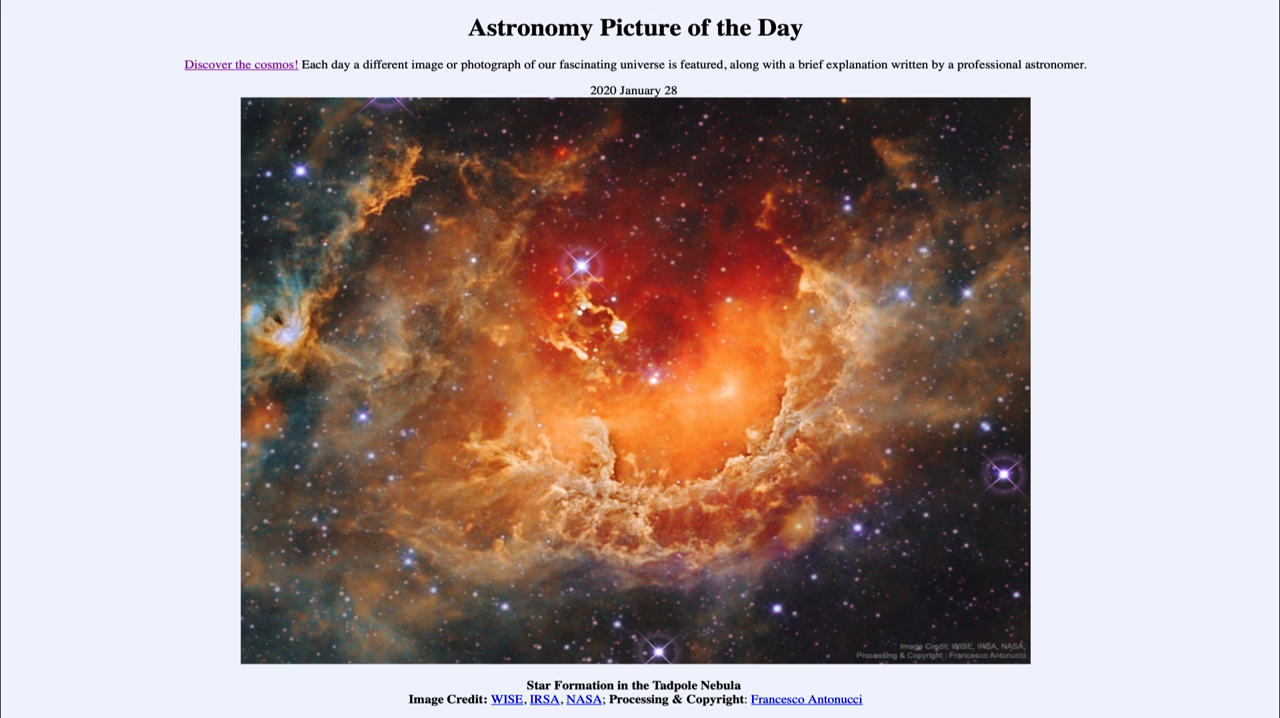 Astronomy Picture of the Day
Discover the cosmos! Each day a different image or photograph of our fascinating universe is featured, along with a brief explanation written by a professional astronomer.
2020 January 28
Image Credit: WISE, IRSA, NASA;
Processing & Copyright : Francesco Antonucci
Star Formation in the Tadpole Nebula
Image Credit: WISE, IRSA, NASA; Processing & Copyright: Francesco Antonucci